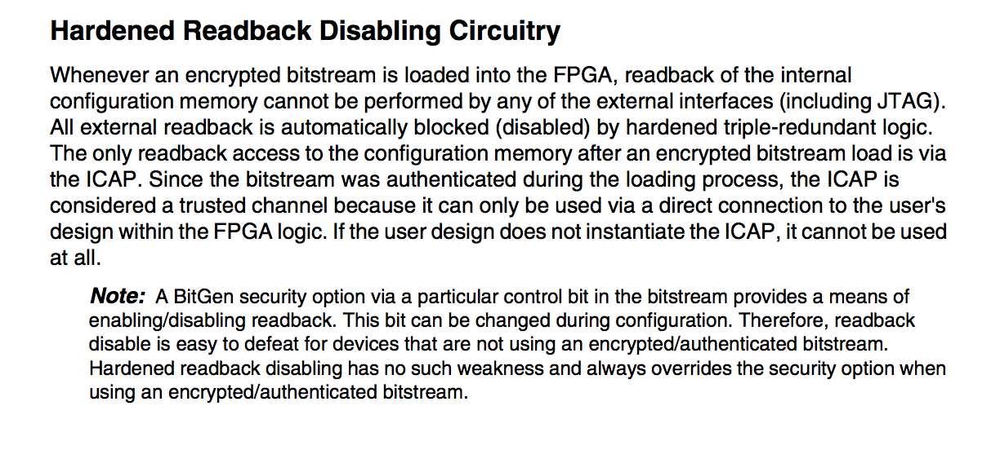 Hardened Readback Disabling Circuitry
Whenever an encrypted bitstream is loaded into the FPGA, readback of the internal
configuration memory cannot be performed by any of the external interfaces (including JTAG).
All external readback is automatically blocked (disabled) by hardened triple-redundant logic.
The only readback access to the configuration memory after an encrypted bitstream load is via
the ICAP. Since the bitstream was authenticated during the loading process, the ICAP is
considered a trusted channel because it can only be used via a direct connection to the user's
design within the FPGA logic. If the user design does not instantiate the ICAP, it cannot be used
at all.
Note: A BitGen security option via a particular control bit in the bitstream provides a means of
enabling/disabling readback. This bit can be changed during configuration. Therefore, readback
disable is easy to defeat for devices that are not using an encrypted/authenticated bitstream.
Hardened readback disabling has no such weakness and always overrides the security option when
using an encrypted/authenticated bitstream.